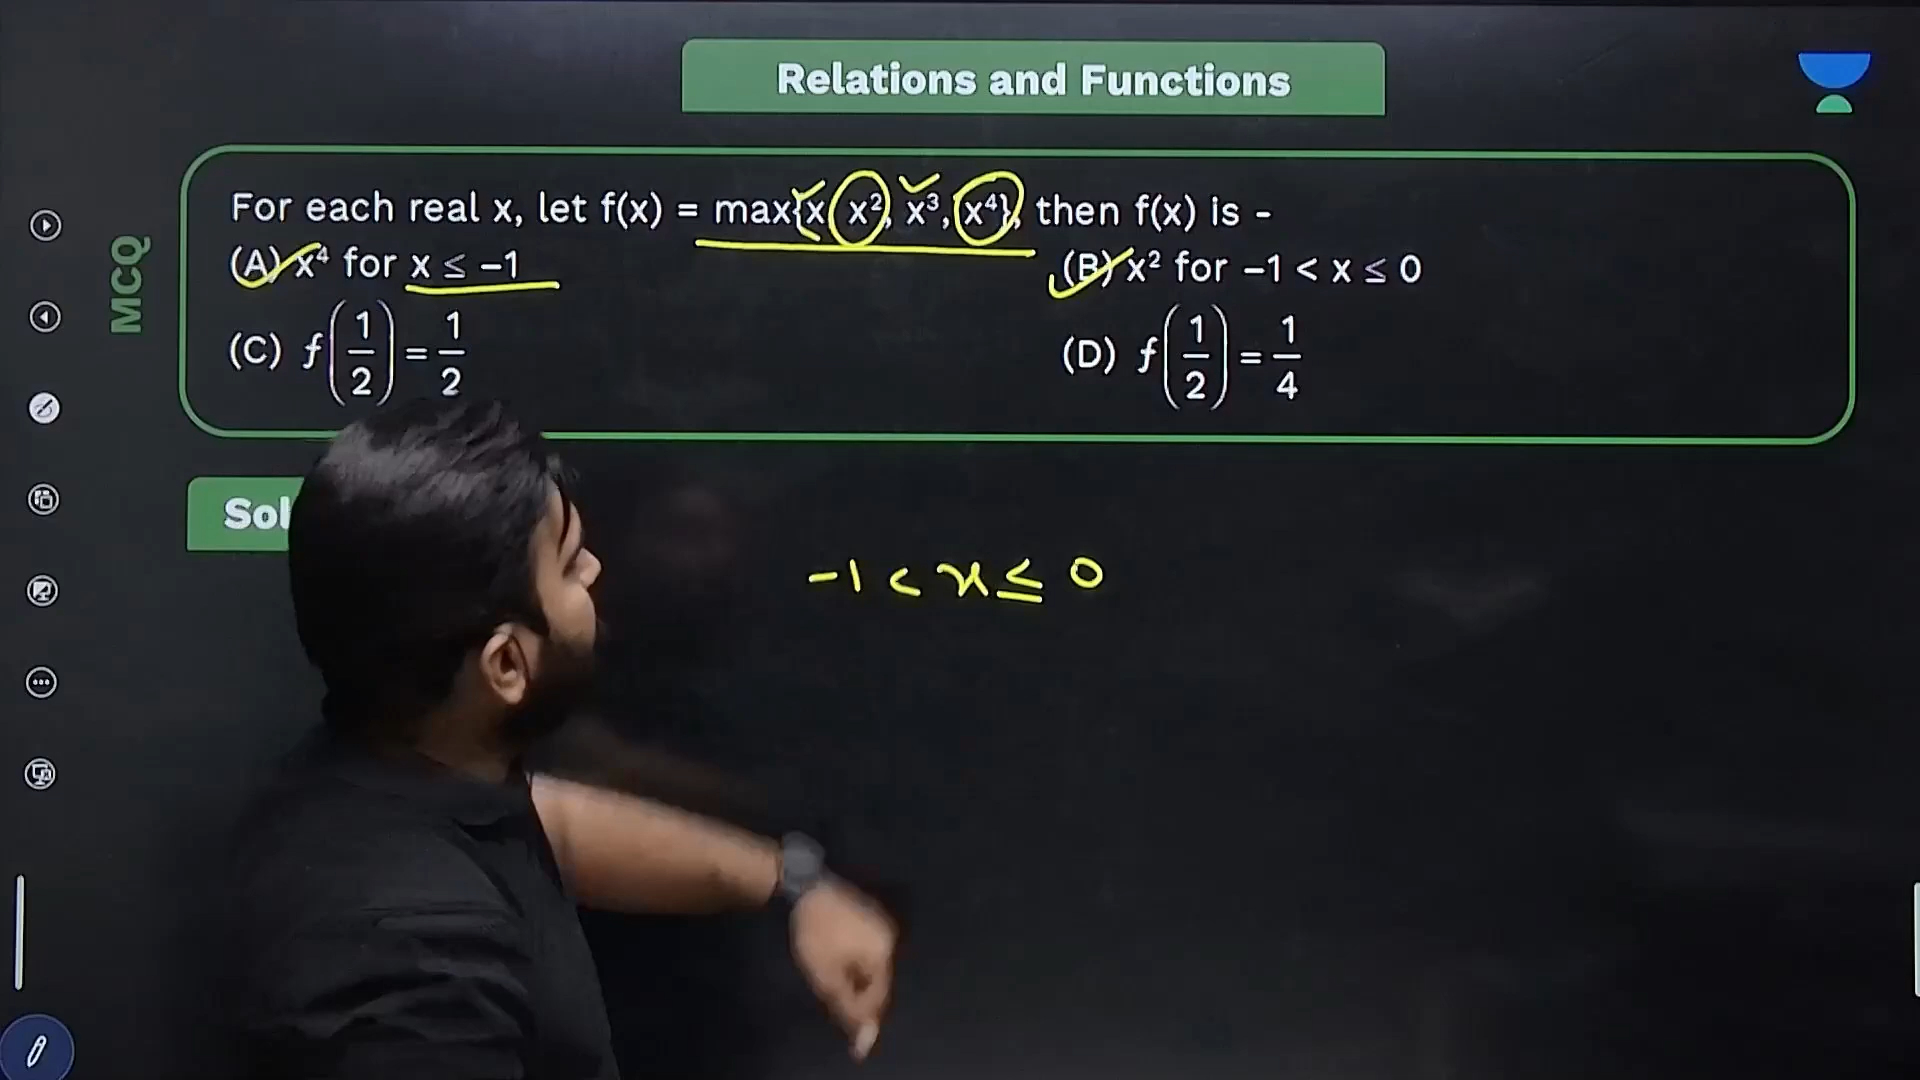 Relations and Functions
MCQ
For each real x, let f(x) = max{x, x², x³, x⁴}, then f(x) is -
(A) x⁴ for x ≤ −1
(B) x² for −1 < x ≤ 0
(C) f(1/2) = 1/2
(D) f(1/2) = 1/4
Sol
-1 < x ≤ 0